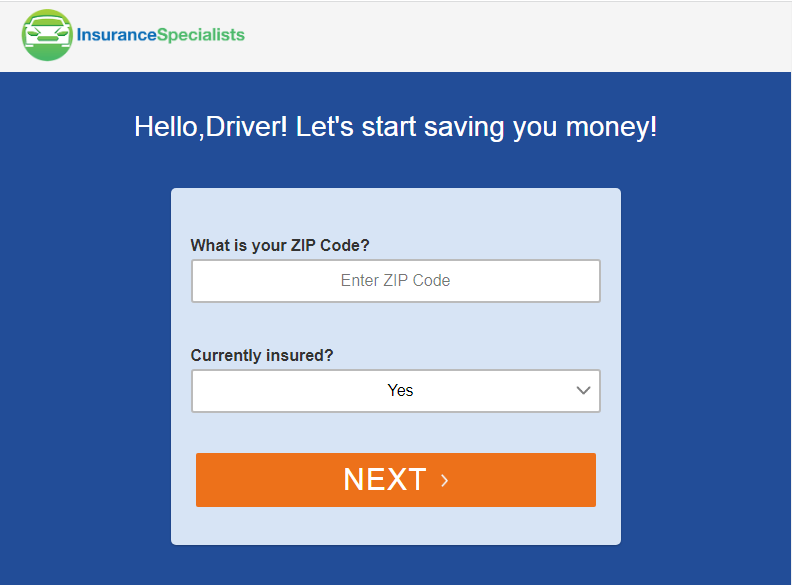 InsuranceSpecialists
Hello,Driver! Let's start saving you money!
What is your ZIP Code?
Enter ZIP Code
Currently insured?
Yes
NEXT